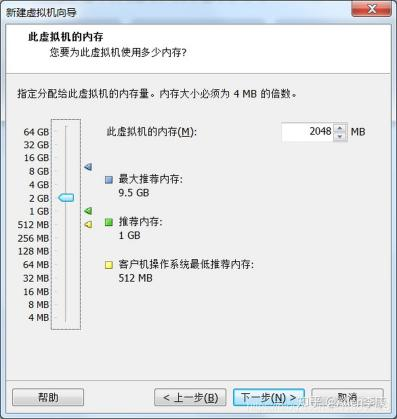 新建虚拟机向导
此虚拟机的内存
您要为此虚拟机使用多少内存?
指定分配给此虚拟机的内存量。内存大小必须为 4 MB 的倍数。
64 GB
32 GB
16 GB
8 GB
4 GB
2 GB
1 GB
512 MB
256 MB
128 MB
64 MB
32 MB
16 MB
8 MB
4 MB
此虚拟机的内存(M): 2048 MB
最大推荐内存:
9.5 GB
推荐内存:
1 GB
客户机操作系统最低推荐内存:
512 MB
帮助 < 上一步(B) 下一步(N) > 取消
知乎